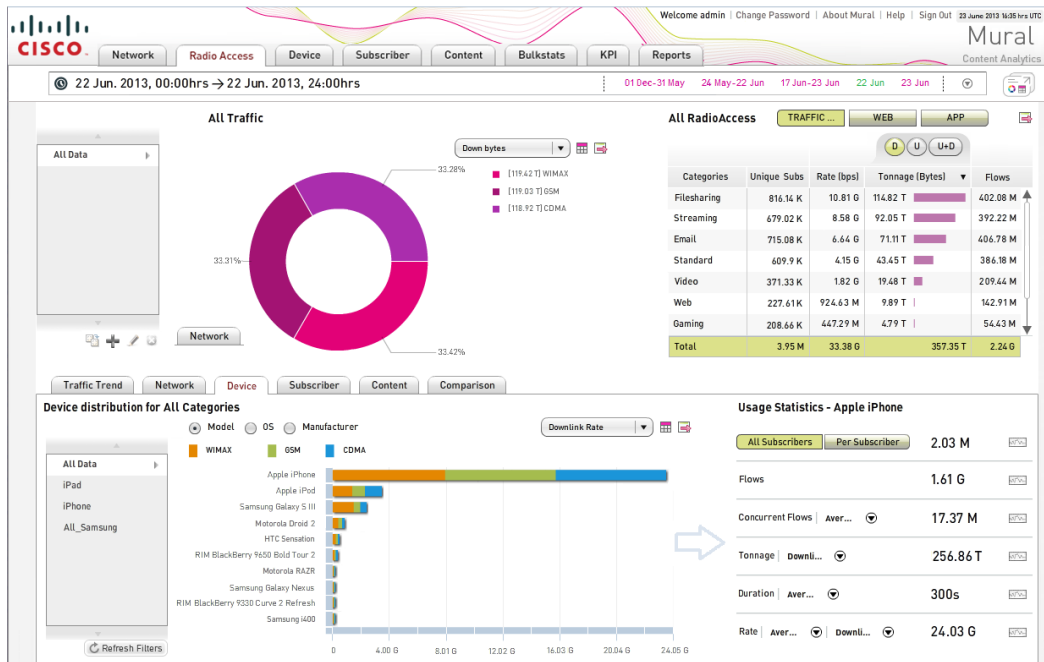 Welcome admin | Change Password | About Mural | Help | Sign Out 23 June 2013 16:35 hrs UTC
CISCO
Mural
Content Analytics
Network Radio Access Device Subscriber Content Bulkstats KPI Reports
22 Jun. 2013, 00:00hrs → 22 Jun. 2013, 24:00hrs
01 Dec-31 May 24 May-22 Jun 17 Jun-23 Jun 22 Jun 23 Jun
All Traffic
All Data
Down bytes
33.28%
[119.42 T] WIMAX
[119.03 T] GSM
[118.92 T] CDMA
33.31%
33.42%
Network
All RadioAccess TRAFFIC ... WEB APP
D U U+D
Categories Unique Subs Rate (bps) Tonnage (Bytes) ▼ Flows
Filesharing 816.14 K 10.81 G 114.82 T 402.08 M
Streaming 679.02 K 8.58 G 92.05 T 392.22 M
Email 715.08 K 6.64 G 71.11 T 406.78 M
Standard 609.9 K 4.15 G 43.45 T 386.18 M
Video 371.33 K 1.82 G 19.48 T 209.44 M
Web 227.61 K 924.63 M 9.89 T 142.91 M
Gaming 208.66 K 447.29 M 4.79 T 54.43 M
Total 3.95 M 33.38 G 357.35 T 2.24 G
Traffic Trend Network Device Subscriber Content Comparison
Device distribution for All Categories
Model OS Manufacturer
Downlink Rate
WIMAX GSM CDMA
All Data
iPad
iPhone
All_Samsung
Refresh Filters
Apple iPhone
Apple iPod
Samsung Galaxy S III
Motorola Droid 2
HTC Sensation
RIM BlackBerry 9650 Bold Tour 2
Motorola RAZR
Samsung Galaxy Nexus
RIM BlackBerry 9330 Curve 2 Refresh
Samsung i400
0 4.00 G 8.01 G 12.02 G 16.03 G 20.04 G 24.05 G
Usage Statistics - Apple iPhone
All Subscribers Per Subscriber 2.03 M
Flows 1.61 G
Concurrent Flows | Aver... 17.37 M
Tonnage | Downli... 256.86 T
Duration | Aver... 300s
Rate | Aver... Downli... 24.03 G